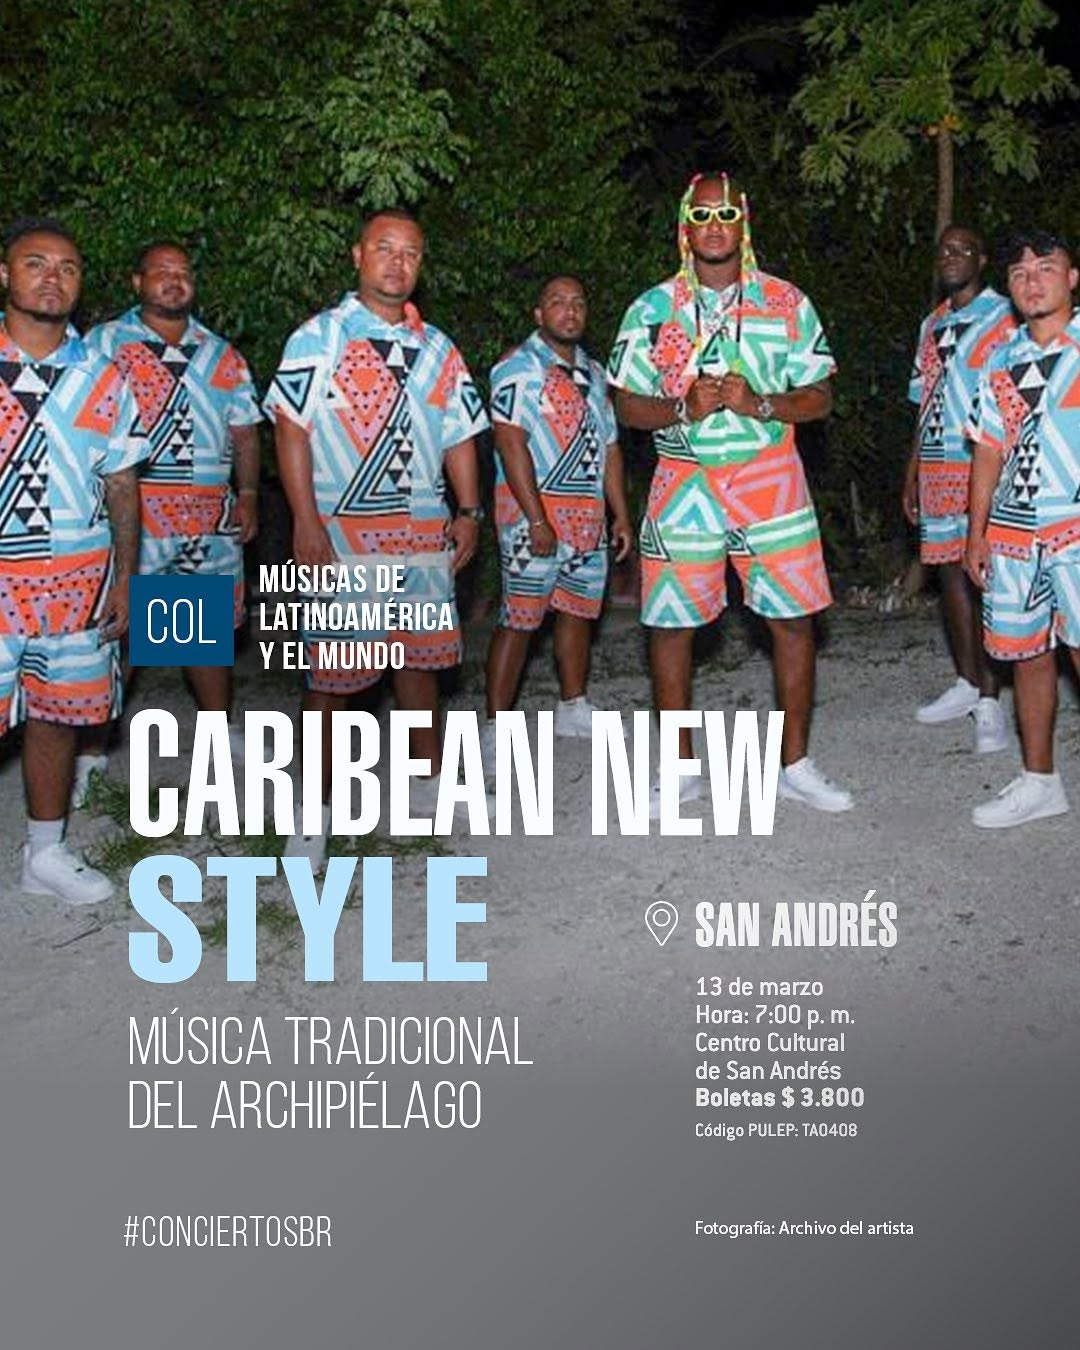 COL
MÚSICAS DE
LATINOAMÉRICA
Y EL MUNDO
CARIBEAN NEW
STYLE
MÚSICA TRADICIONAL
DEL ARCHIPIÉLAGO
SAN ANDRÉS
13 de marzo
Hora: 7:00 p. m.
Centro Cultural
de San Andrés
Boletas $ 3.800
Código PULEP: TA0408
#CONCIERTOSBR
Fotografía: Archivo del artista